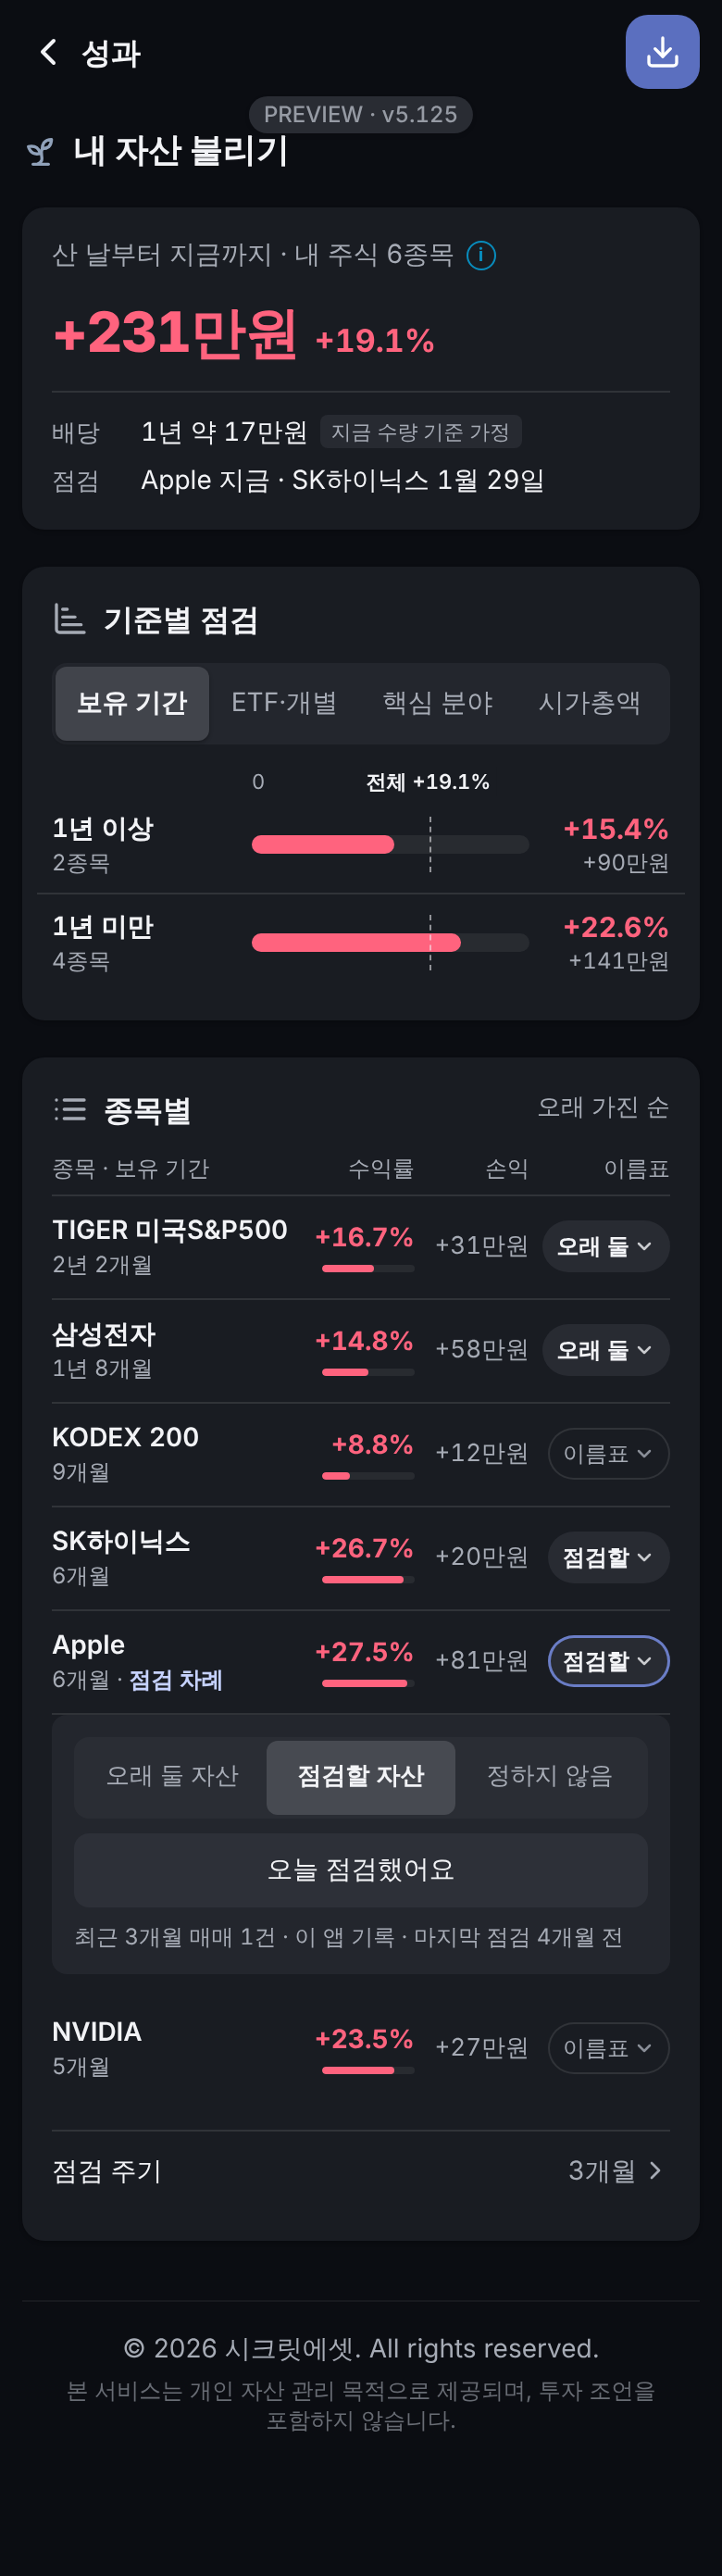 성과
PREVIEW · v5.125
내 자산 불리기
산 날부터 지금까지 · 내 주식 6종목 i
+231만원 +19.1%
배당 1년 약 17만원 지금 수량 기준 가정
점검 Apple 지금 · SK하이닉스 1월 29일
기준별 점검
보유 기간 ETF·개별 핵심 분야 시가총액
0 전체 +19.1%
1년 이상 +15.4%
2종목 +90만원
1년 미만 +22.6%
4종목 +141만원
종목별 오래 가진 순
종목 · 보유 기간 수익률 손익 이름표
TIGER 미국S&P500 +16.7% +31만원 오래 둘
2년 2개월
삼성전자 +14.8% +58만원 오래 둘
1년 8개월
KODEX 200 +8.8% +12만원 이름표
9개월
SK하이닉스 +26.7% +20만원 점검할
6개월
Apple +27.5% +81만원 점검할
6개월 · 점검 차례
오래 둘 자산 점검할 자산 정하지 않음
오늘 점검했어요
최근 3개월 매매 1건 · 이 앱 기록 · 마지막 점검 4개월 전
NVIDIA +23.5% +27만원 이름표
5개월
점검 주기 3개월
© 2026 시크릿에셋. All rights reserved.
본 서비스는 개인 자산 관리 목적으로 제공되며, 투자 조언을
포함하지 않습니다.